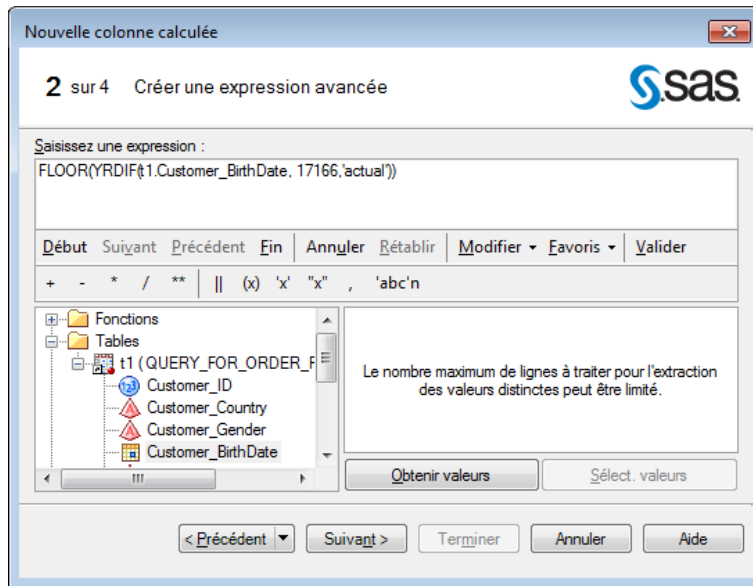 Nouvelle colonne calculée
2 sur 4 Créer une expression avancée
sas
Saisissez une expression :
FLOOR(YRDIF(t1.Customer_BirthDate, 17166,'actual'))
Début Suivant Précédent Fin Annuler Rétablir Modifier Favoris Valider
+ - * / ** || (x) 'x' "x" , 'abc'n
Fonctions
Tables
t1 (QUERY_FOR_ORDER_F
123 Customer_ID
Customer_Country
Customer_Gender
Customer_BirthDate
Le nombre maximum de lignes à traiter pour l'extraction
des valeurs distinctes peut être limité.
Obtenir valeurs Sélect. valeurs
< Précédent Suivant > Terminer Annuler Aide